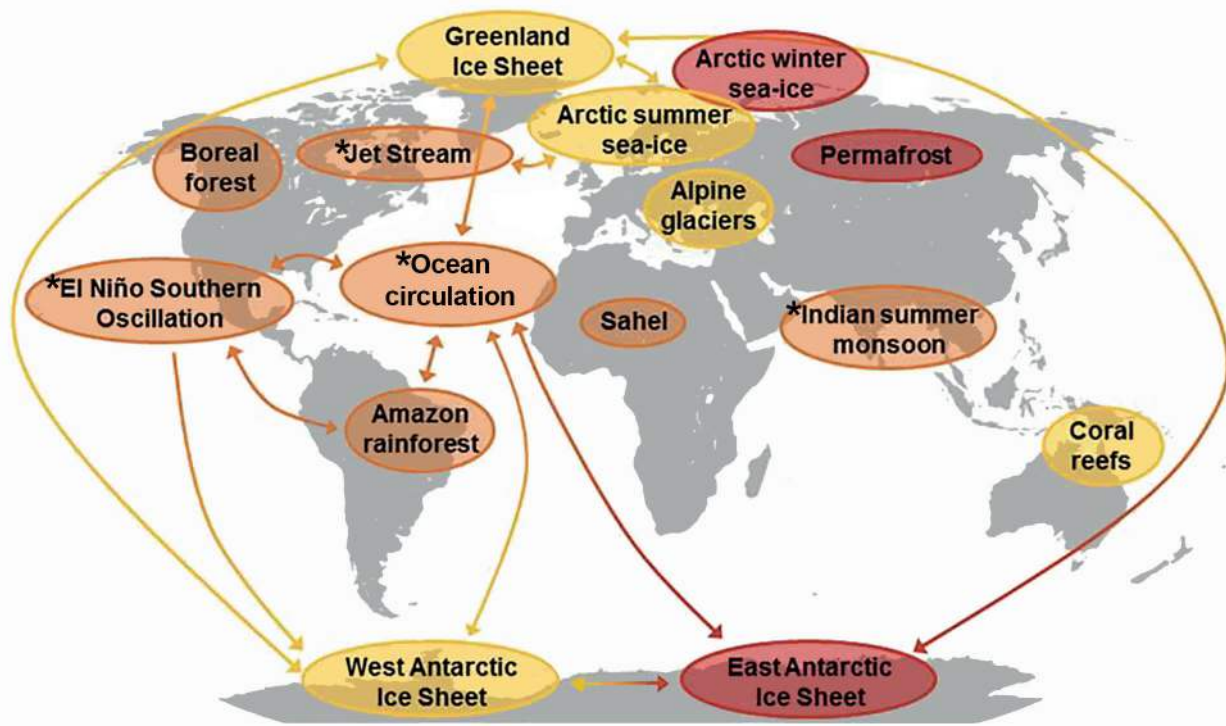 Greenland
Ice Sheet
Arctic winter
sea-ice
Arctic summer
sea-ice
Boreal
forest
*Jet Stream
Permafrost
Alpine
glaciers
*El Niño Southern
Oscillation
*Ocean
circulation
Sahel
*Indian summer
monsoon
Amazon
rainforest
Coral
reefs
West Antarctic
Ice Sheet
East Antarctic
Ice Sheet